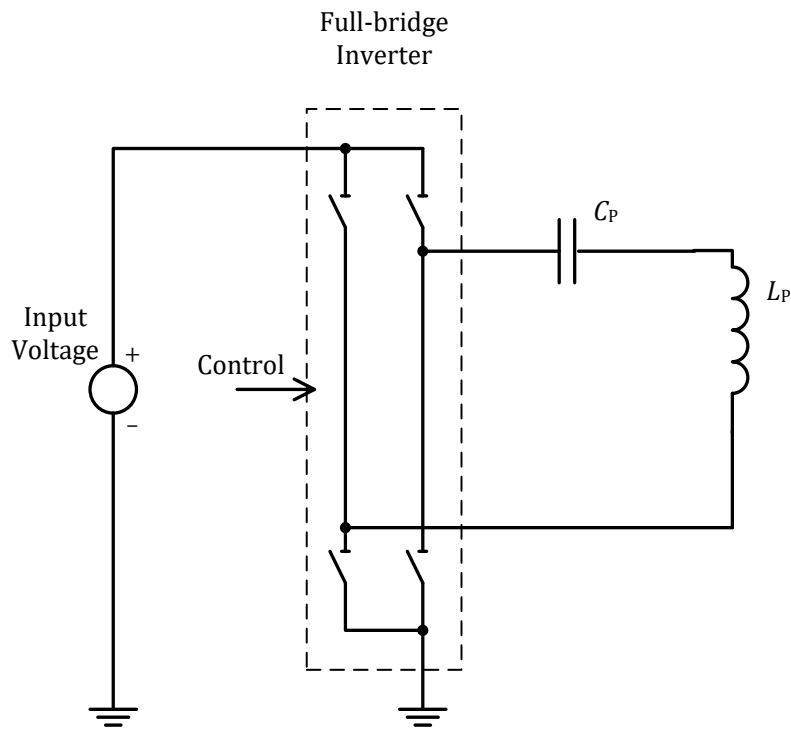 Full-bridge
Inverter
C_P
L_P
Input
Voltage
+
Control
−